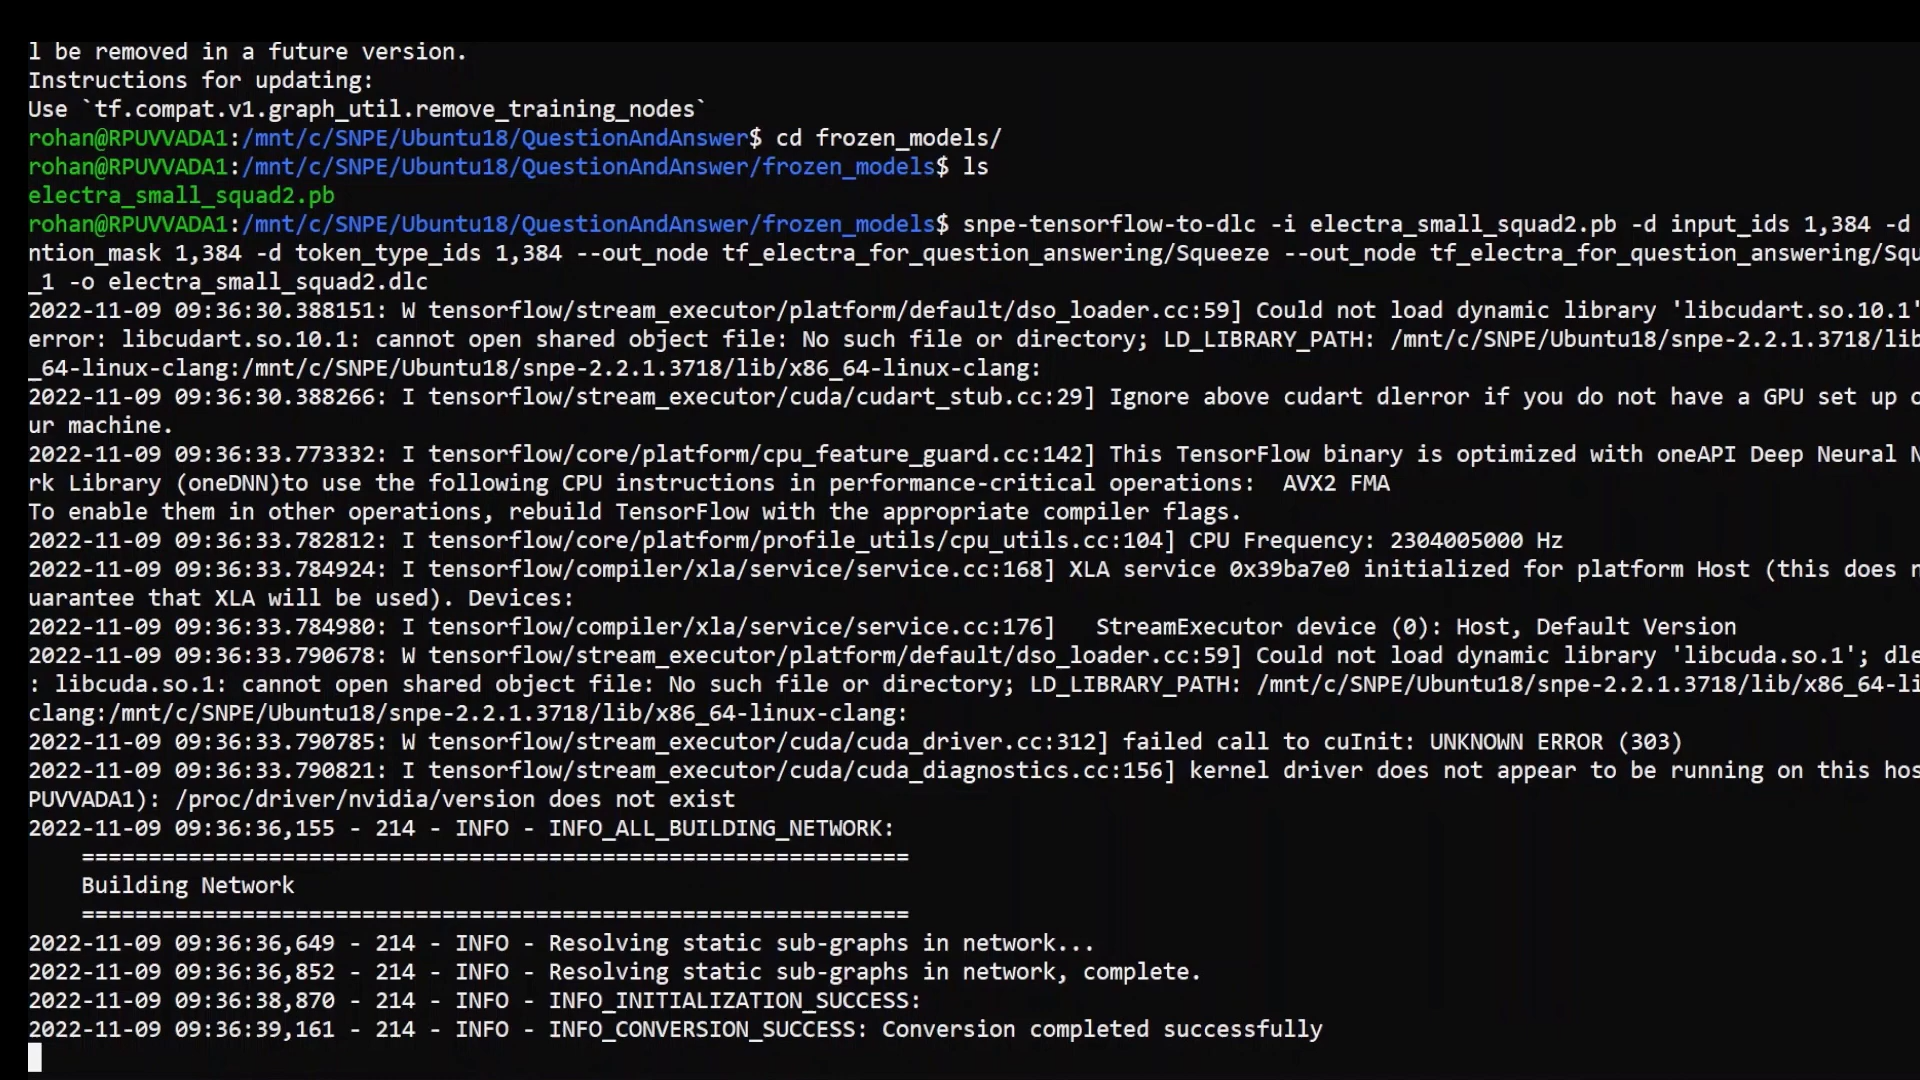 l be removed in a future version.
Instructions for updating:
Use `tf.compat.v1.graph_util.remove_training_nodes`
rohan@RPUVVADA1:/mnt/c/SNPE/Ubuntu18/QuestionAndAnswer$ cd frozen_models/
rohan@RPUVVADA1:/mnt/c/SNPE/Ubuntu18/QuestionAndAnswer/frozen_models$ ls
electra_small_squad2.pb
rohan@RPUVVADA1:/mnt/c/SNPE/Ubuntu18/QuestionAndAnswer/frozen_models$ snpe-tensorflow-to-dlc -i electra_small_squad2.pb -d input_ids 1,384 -d
ntion_mask 1,384 -d token_type_ids 1,384 --out_node tf_electra_for_question_answering/Squeeze --out_node tf_electra_for_question_answering/Squ
_1 -o electra_small_squad2.dlc
2022-11-09 09:36:30.388151: W tensorflow/stream_executor/platform/default/dso_loader.cc:59] Could not load dynamic library 'libcudart.so.10.1'
error: libcudart.so.10.1: cannot open shared object file: No such file or directory; LD_LIBRARY_PATH: /mnt/c/SNPE/Ubuntu18/snpe-2.2.1.3718/lib
_64-linux-clang:/mnt/c/SNPE/Ubuntu18/snpe-2.2.1.3718/lib/x86_64-linux-clang:
2022-11-09 09:36:30.388266: I tensorflow/stream_executor/cuda/cudart_stub.cc:29] Ignore above cudart dlerror if you do not have a GPU set up o
ur machine.
2022-11-09 09:36:33.773332: I tensorflow/core/platform/cpu_feature_guard.cc:142] This TensorFlow binary is optimized with oneAPI Deep Neural N
rk Library (oneDNN)to use the following CPU instructions in performance-critical operations:  AVX2 FMA
To enable them in other operations, rebuild TensorFlow with the appropriate compiler flags.
2022-11-09 09:36:33.782812: I tensorflow/core/platform/profile_utils/cpu_utils.cc:104] CPU Frequency: 2304005000 Hz
2022-11-09 09:36:33.784924: I tensorflow/compiler/xla/service/service.cc:168] XLA service 0x39ba7e0 initialized for platform Host (this does n
uarantee that XLA will be used). Devices:
2022-11-09 09:36:33.784980: I tensorflow/compiler/xla/service/service.cc:176]   StreamExecutor device (0): Host, Default Version
2022-11-09 09:36:33.790678: W tensorflow/stream_executor/platform/default/dso_loader.cc:59] Could not load dynamic library 'libcuda.so.1'; dle
: libcuda.so.1: cannot open shared object file: No such file or directory; LD_LIBRARY_PATH: /mnt/c/SNPE/Ubuntu18/snpe-2.2.1.3718/lib/x86_64-li
clang:/mnt/c/SNPE/Ubuntu18/snpe-2.2.1.3718/lib/x86_64-linux-clang:
2022-11-09 09:36:33.790785: W tensorflow/stream_executor/cuda/cuda_driver.cc:312] failed call to cuInit: UNKNOWN ERROR (303)
2022-11-09 09:36:33.790821: I tensorflow/stream_executor/cuda/cuda_diagnostics.cc:156] kernel driver does not appear to be running on this hos
PUVVADA1): /proc/driver/nvidia/version does not exist
2022-11-09 09:36:36,155 - 214 - INFO - INFO_ALL_BUILDING_NETWORK:
==============================================================
Building Network
==============================================================
2022-11-09 09:36:36,649 - 214 - INFO - Resolving static sub-graphs in network...
2022-11-09 09:36:36,852 - 214 - INFO - Resolving static sub-graphs in network, complete.
2022-11-09 09:36:38,870 - 214 - INFO - INFO_INITIALIZATION_SUCCESS:
2022-11-09 09:36:39,161 - 214 - INFO - INFO_CONVERSION_SUCCESS: Conversion completed successfully